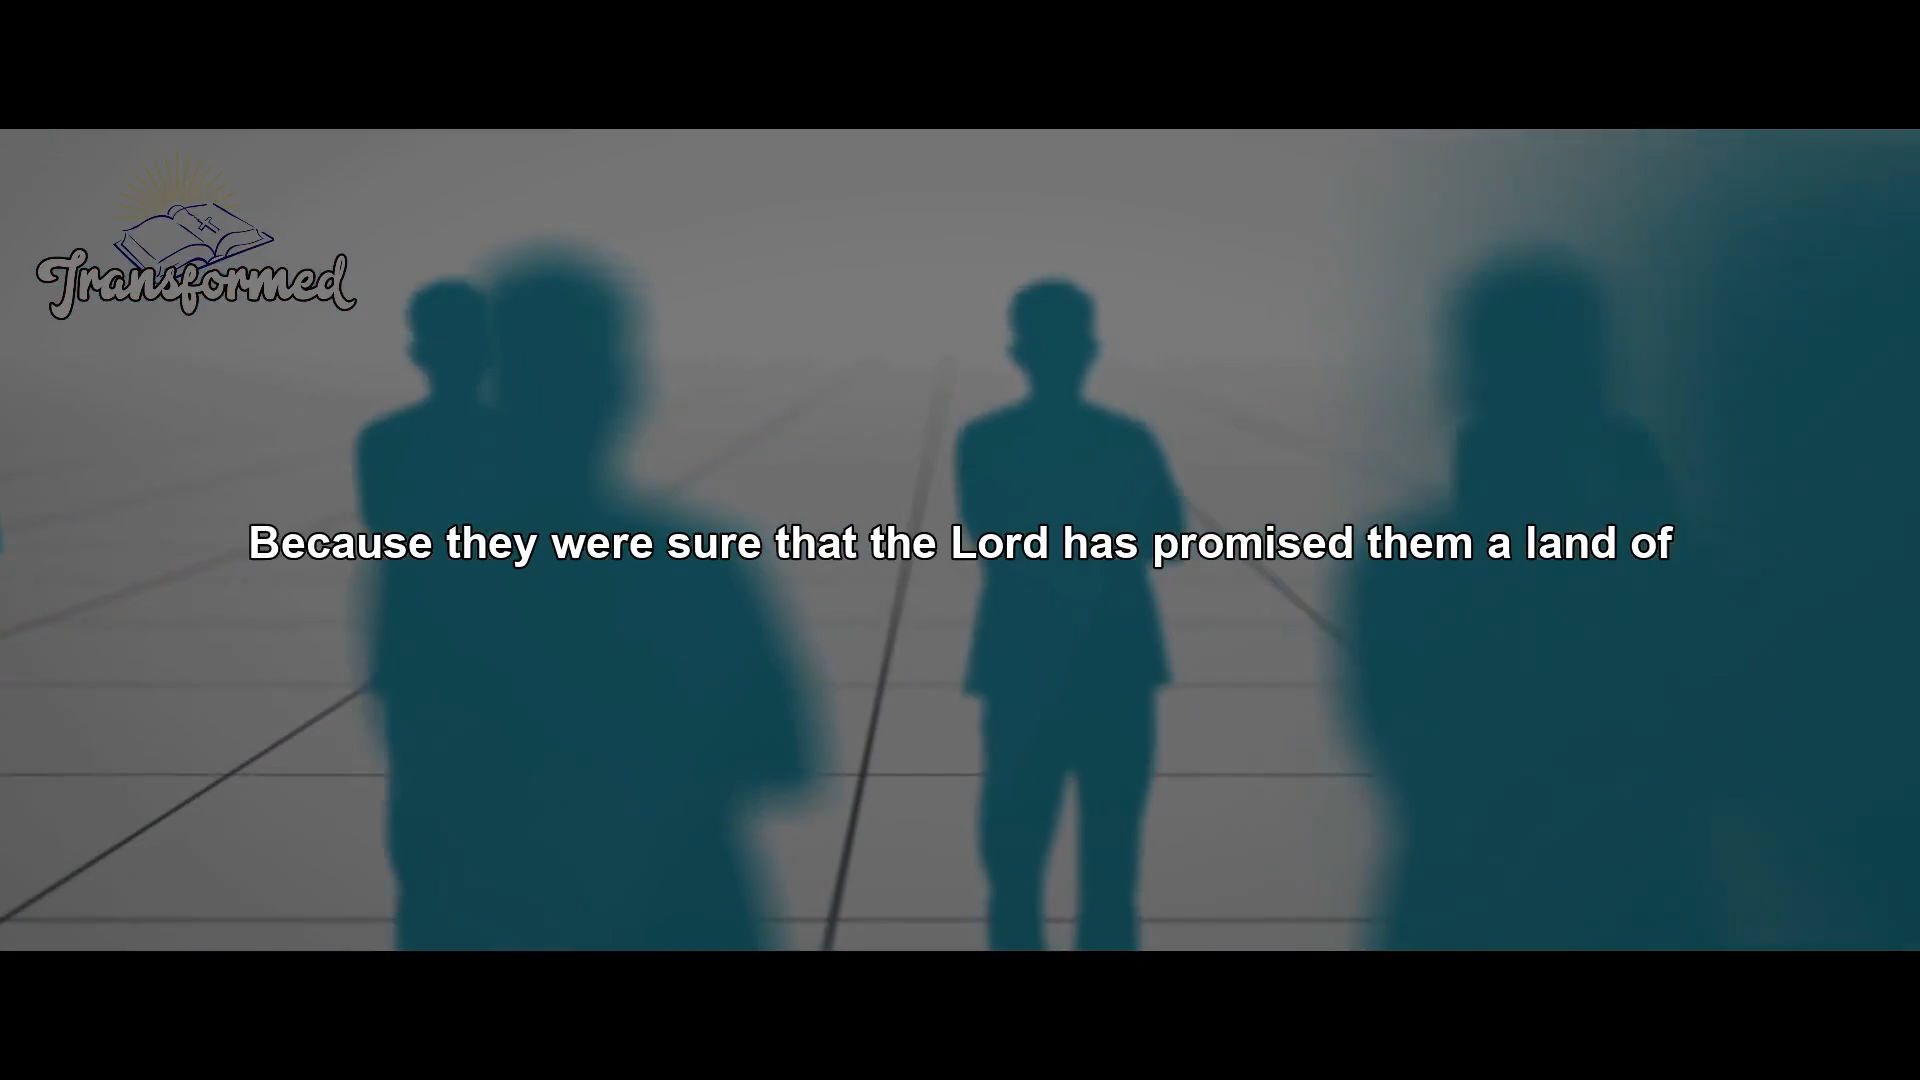 Transformed
Because they were sure that the Lord has promised them a land of